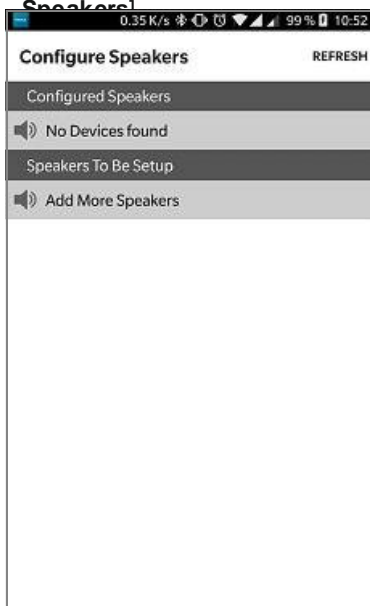 Speakers]
0.35 K/s 99 % 10:52
Configure Speakers REFRESH
Configured Speakers
No Devices found
Speakers To Be Setup
Add More Speakers